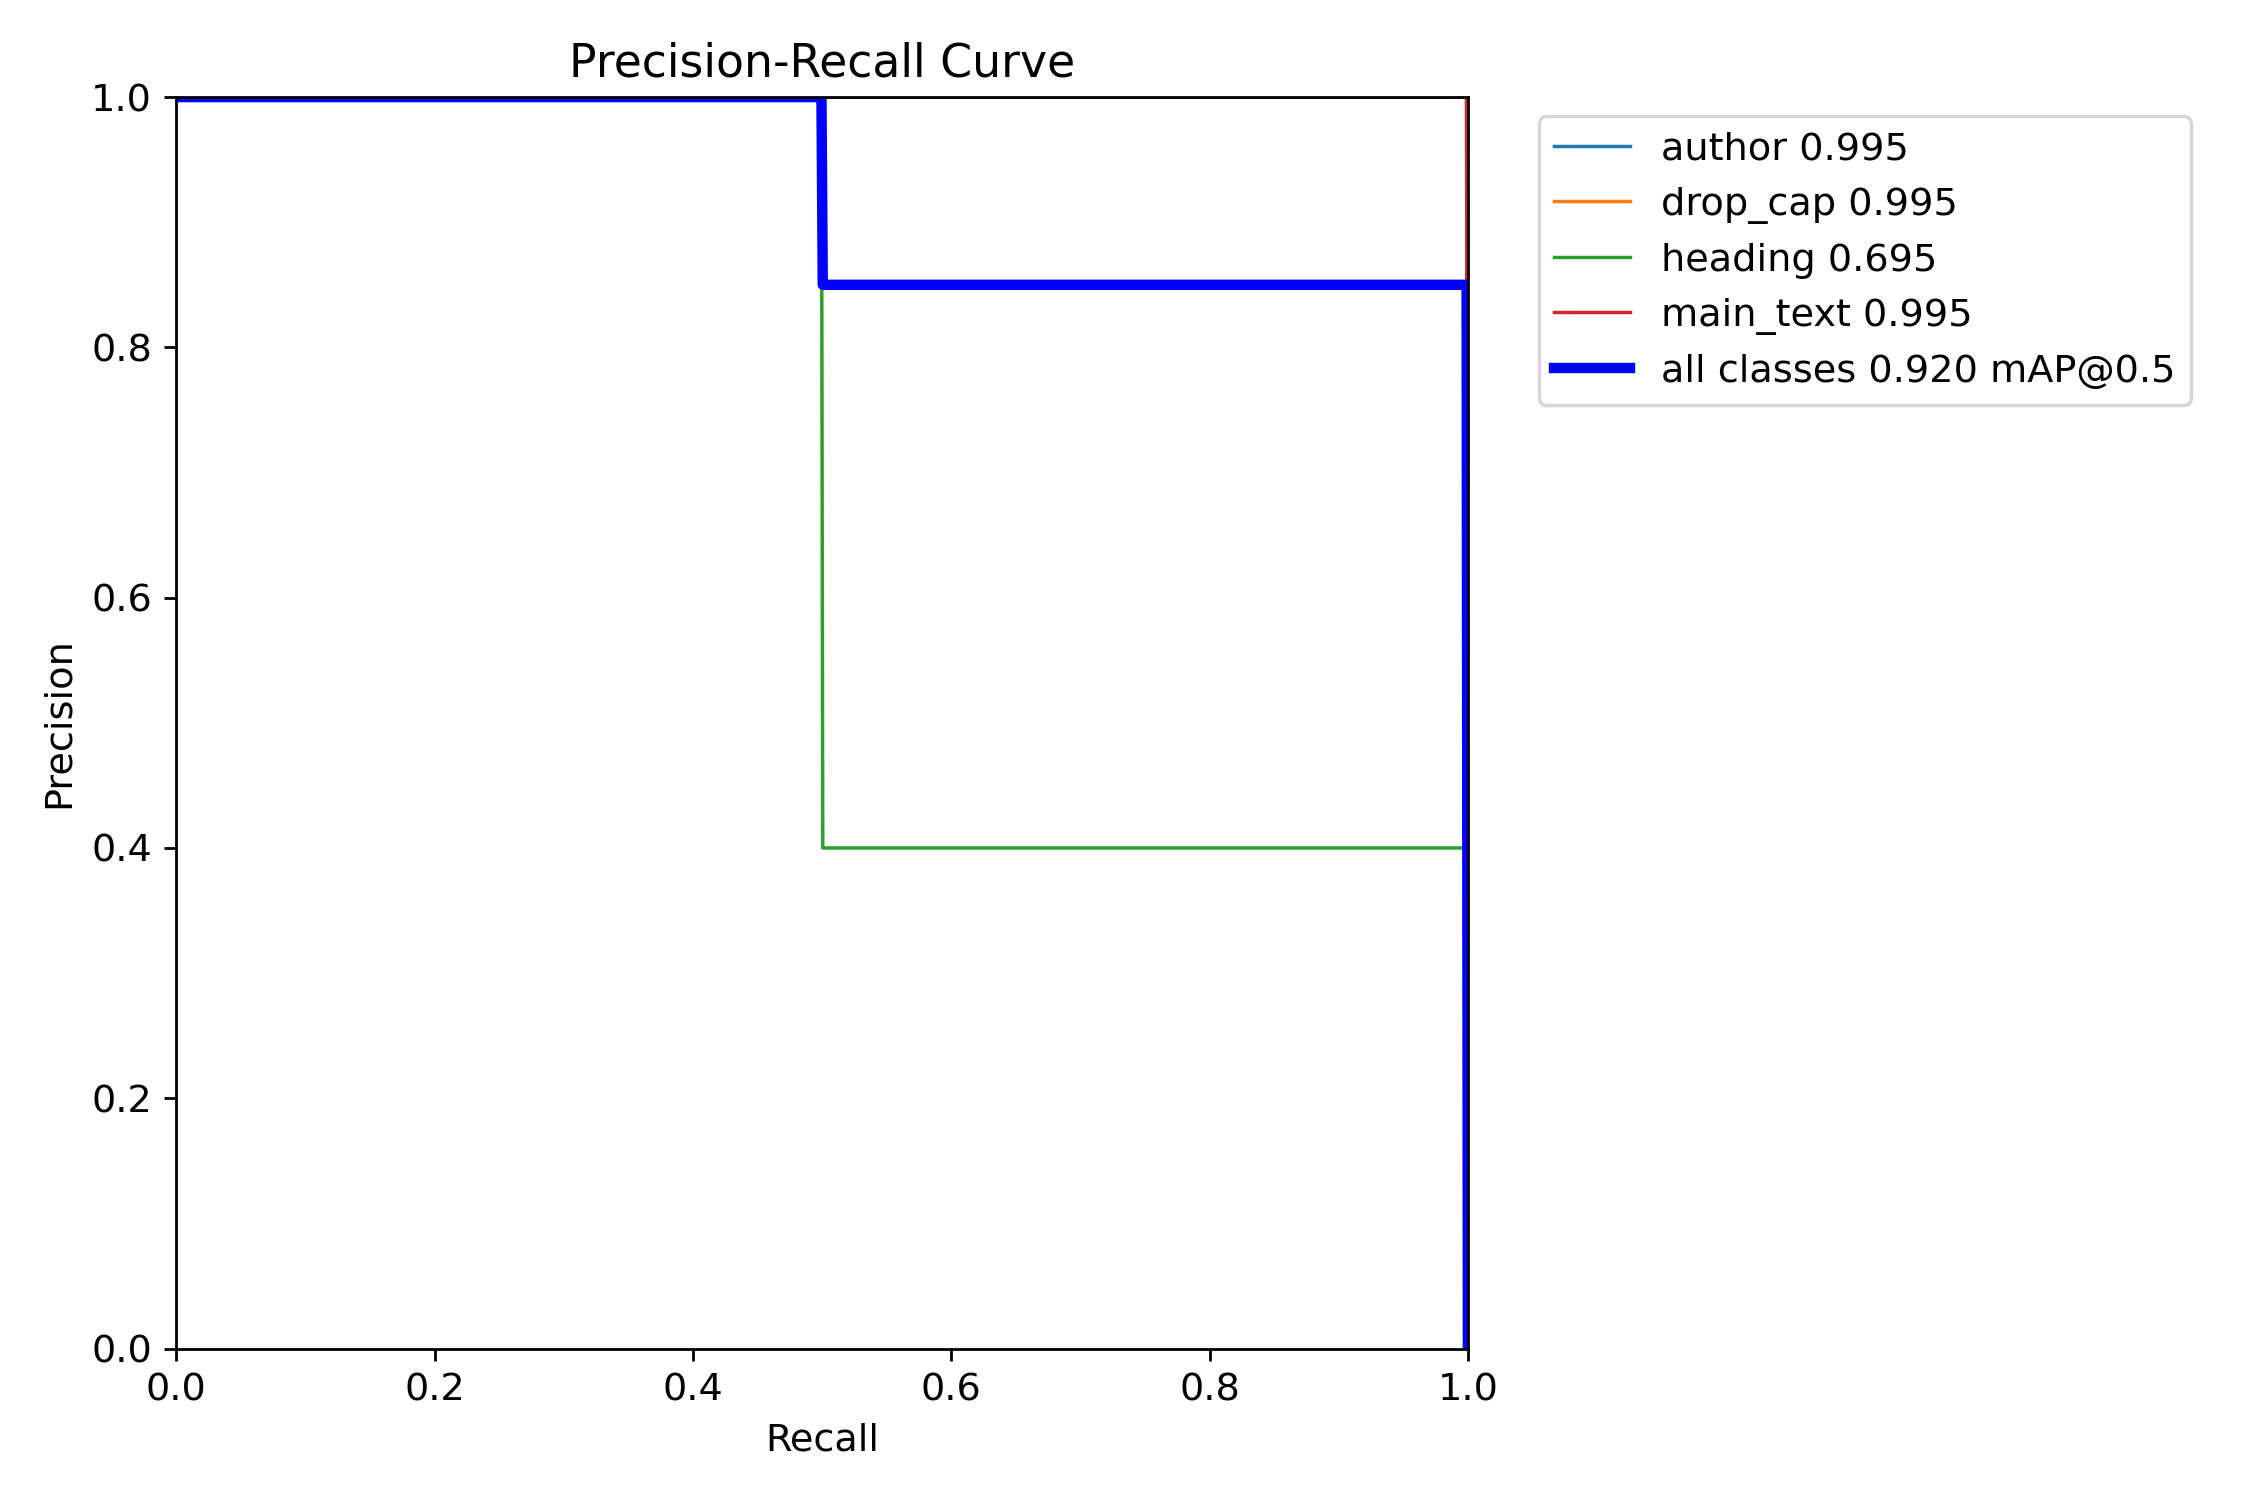 Precision-Recall Curve
1.0
0.8
0.6
0.4
0.2
0.0
Precision
0.0 0.2 0.4 0.6 0.8 1.0
Recall
author 0.995
drop_cap 0.995
heading 0.695
main_text 0.995
all classes 0.920 mAP@0.5